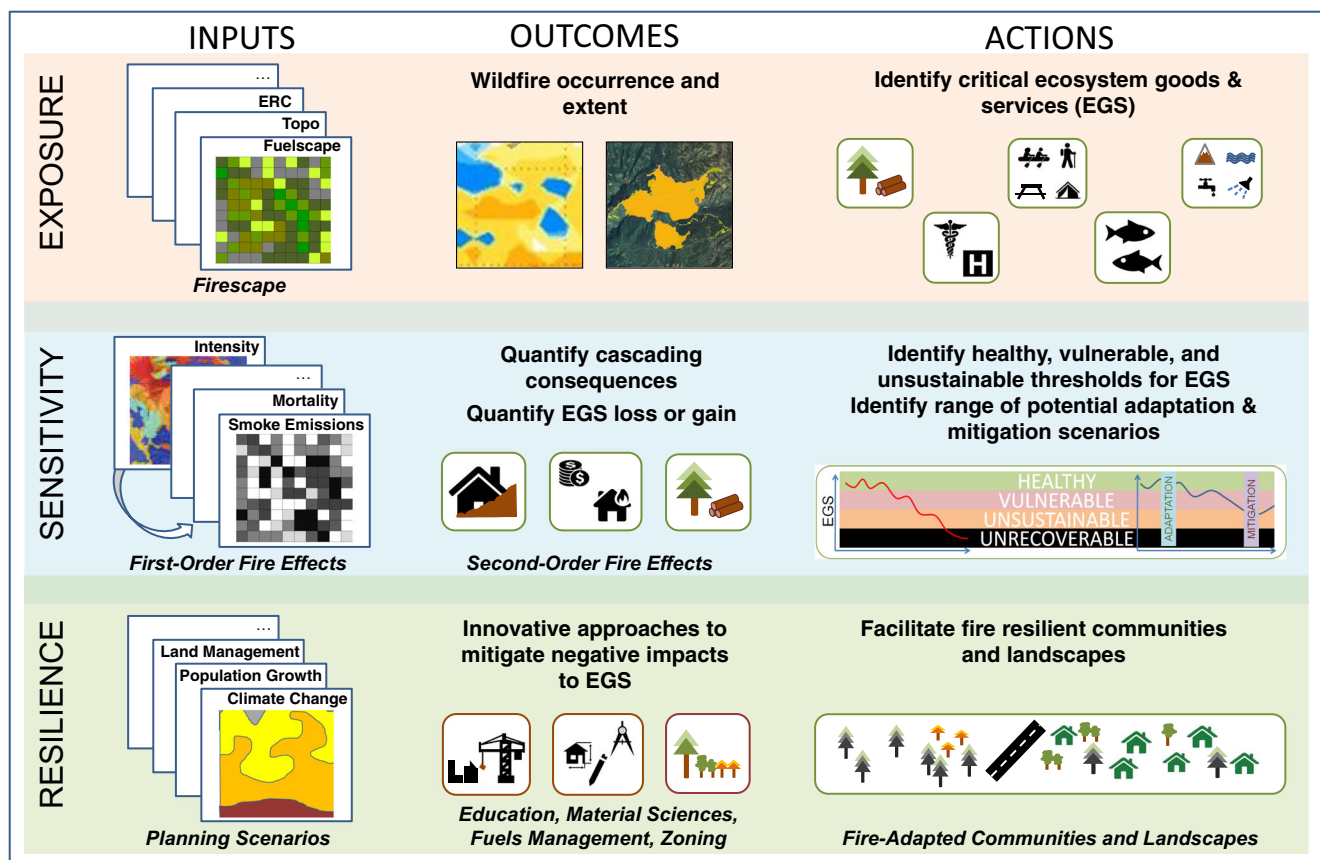 INPUTS
OUTCOMES
ACTIONS
EXPOSURE
...
ERC
Topo
Fuelscape
Firescape
Wildfire occurrence and
extent
Identify critical ecosystem goods &
services (EGS)
H
SENSITIVITY
Intensity
...
Mortality
Smoke Emissions
First-Order Fire Effects
Quantify cascading
consequences
Quantify EGS loss or gain
$
$ $
Second-Order Fire Effects
Identify healthy, vulnerable, and
unsustainable thresholds for EGS
Identify range of potential adaptation &
mitigation scenarios
EGS
HEALTHY
VULNERABLE
UNSUSTAINABLE
UNRECOVERABLE
ADAPTATION
MITIGATION
RESILIENCE
...
Land Management
Population Growth
Climate Change
Planning Scenarios
Innovative approaches to
mitigate negative impacts
to EGS
Education, Material Sciences,
Fuels Management, Zoning
Facilitate fire resilient communities
and landscapes
Fire-Adapted Communities and Landscapes